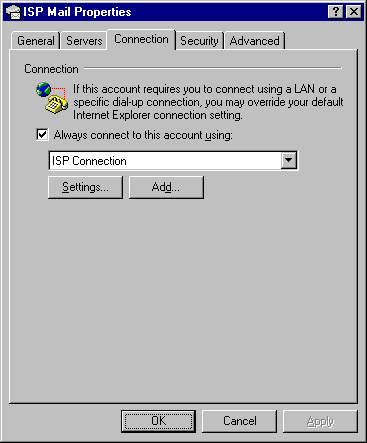 ISP Mail Properties
General Servers Connection Security Advanced
Connection
If this account requires you to connect using a LAN or a
specific dial-up connection, you may override your default
Internet Explorer connection setting.
Always connect to this account using:
ISP Connection
Settings... Add...
OK Cancel Apply